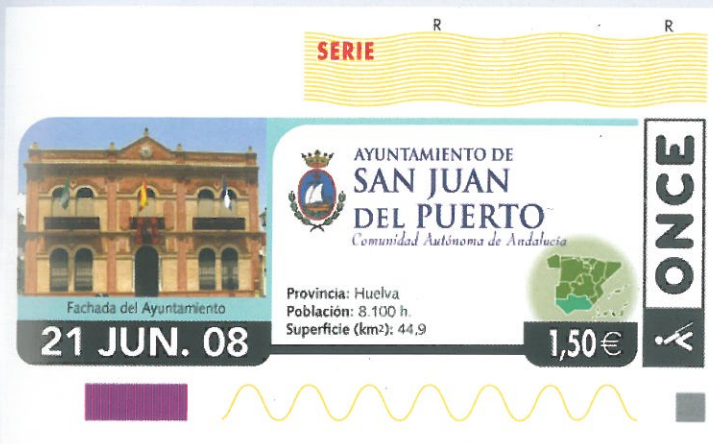 R R
SERIE
AYUNTAMIENTO DE
SAN JUAN
DEL PUERTO
Comunidad Autónoma de Andalucía
Provincia: Huelva
Población: 8.100 h.
Superficie (km²): 44,9
Fachada del Ayuntamiento
21 JUN. 08
1,50 €
ONCE